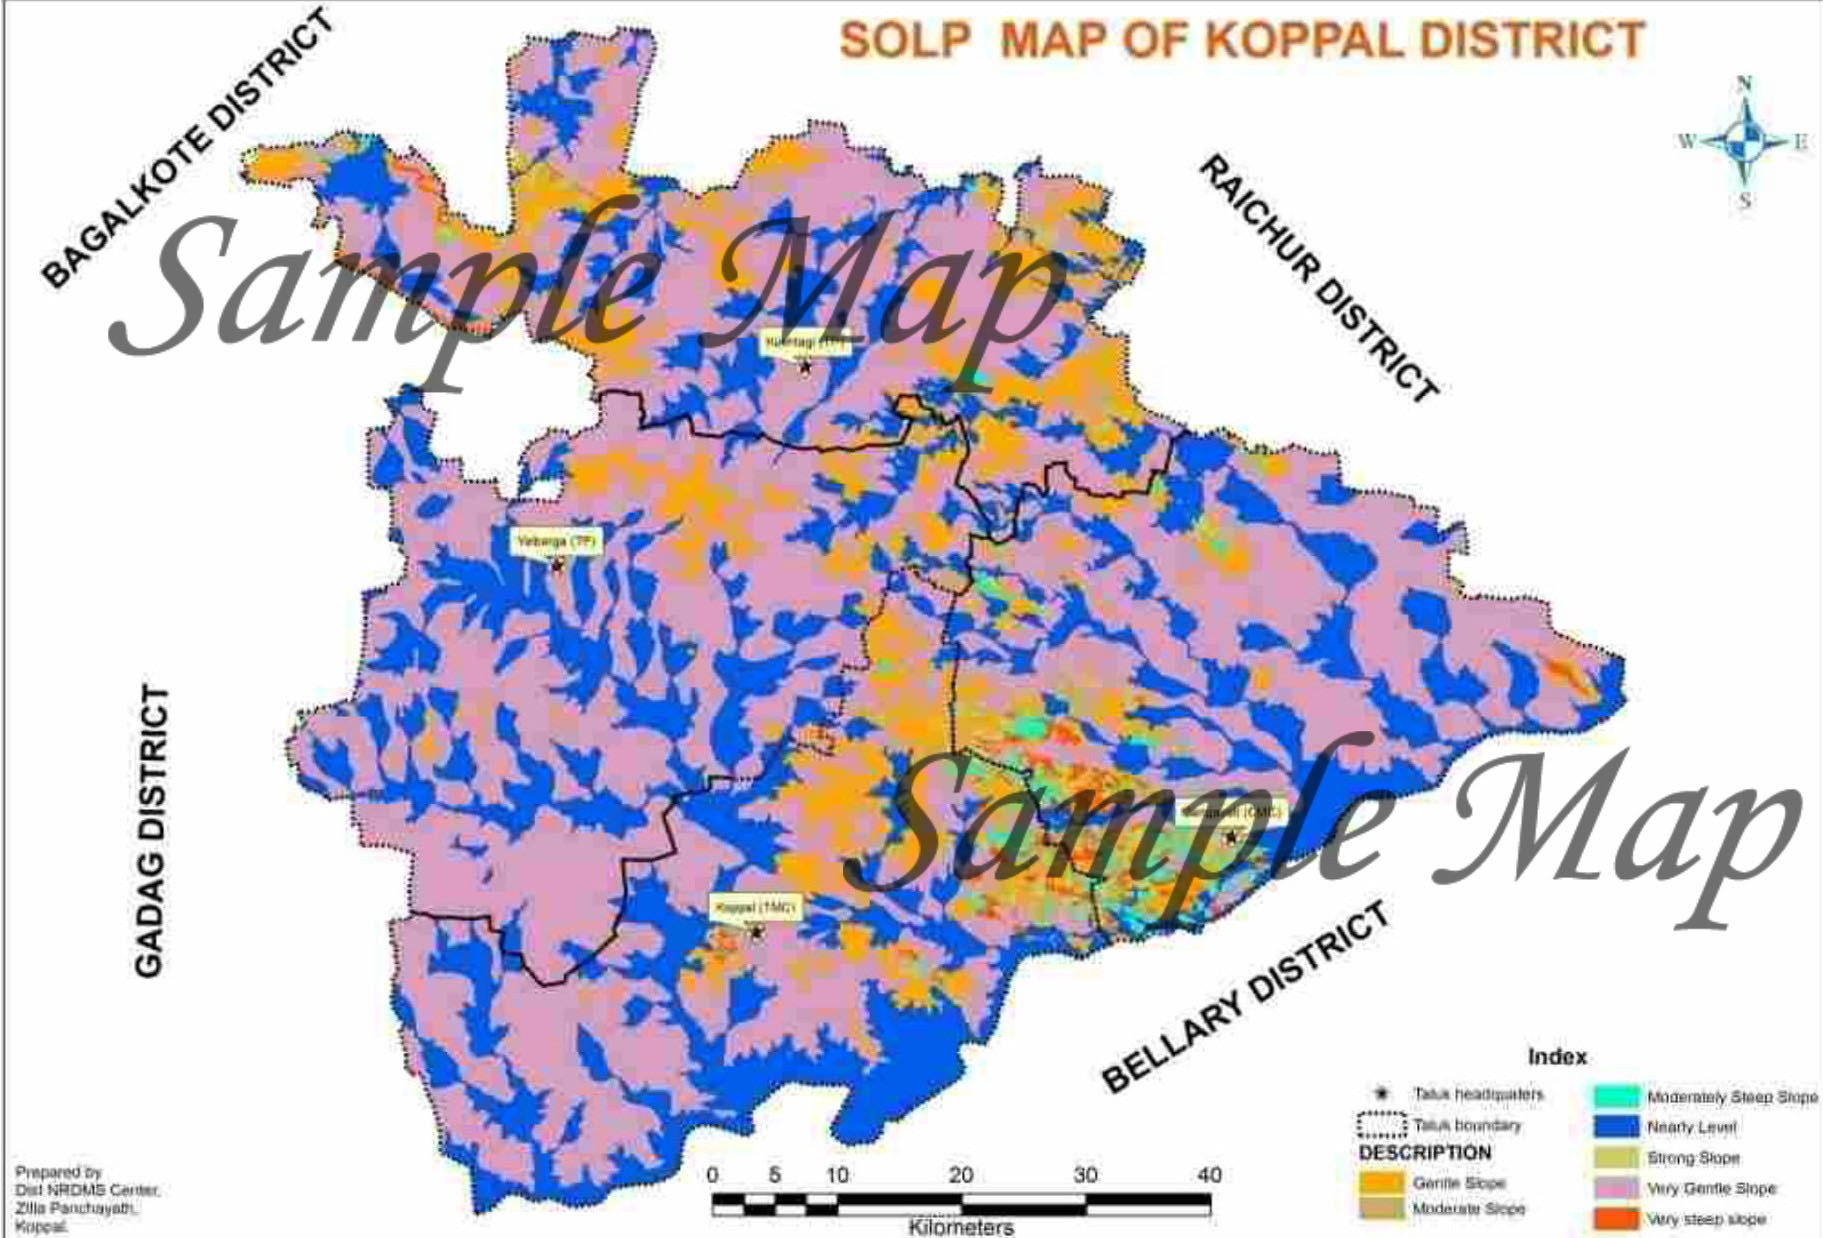 SOLP MAP OF KOPPAL DISTRICT
N
W E
S
BAGALKOTE DISTRICT
RAICHUR DISTRICT
Sample Map
Kushtagi (TP)
Yelbarga (TP)
GADAG DISTRICT
Sample Map
Gangavati (CMC)
Koppal (TMC)
BELLARY DISTRICT
Index
Taluk headquaters
Taluk boundary
DESCRIPTION
Gentle Slope
Moderate Slope
Moderately Steep Slope
Nearly Level
Strong Slope
Very Gentle Slope
Very steep slope
0 5 10 20 30 40
Kilometers
Prepared by
Dist NRDMS Center,
Zilla Panchayath,
Koppal.